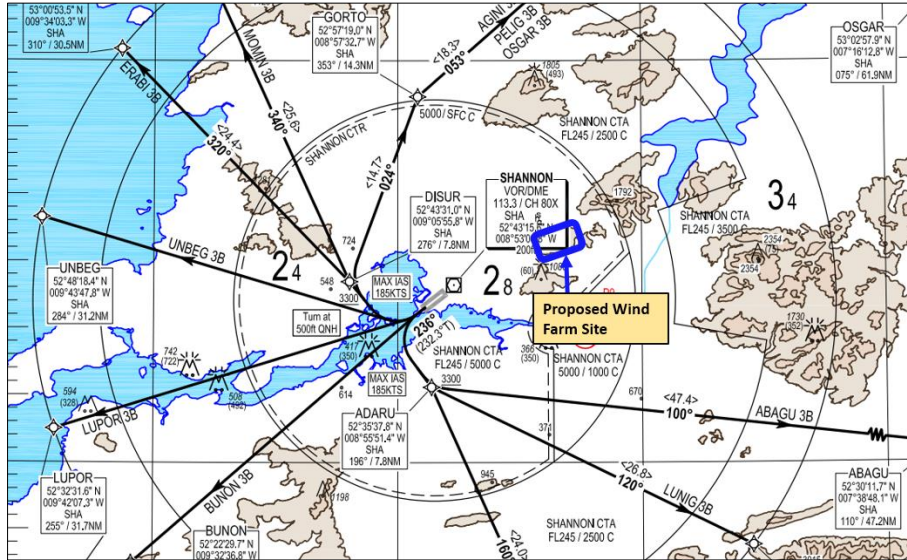 53°00'53,5" N
009°34'03,3" W
SHA
310° / 30.5NM
GORTO
52°57'19,0" N
008°57'32,7" W
SHA
353° / 14.3NM
AGINI 3B
PELIG 3B
OSGAR 3B
OSGAR
53°02'57,9" N
007°16'12,8" W
SHA
075° / 61.9NM
MOMIN 3B
ERABI 3B
<18.3>
053°
1805
(493)
5000 / SFC C
SHANNON CTA
FL245 / 2500 C
SHANNON CTR
<25.6>
340°
<24.4>
320°
<14.7>
024°
DISUR
52°43'31,0" N
009°05'55,8" W
SHA
276° / 7.8NM
SHANNON
VOR/DME
113.3 / CH 80X
SHA
52°43'15,
008°53'0
W
200ft
1792
3 4
SHANNON CTA
FL245 / 3500 C
UNBEG 3B
UNBEG
52°48'18,4" N
009°43'47,8" W
SHA
284° / 31.2NM
2 4
724
548
3300
MAX IAS
185KTS
2 8
(60)
2354
2354
Proposed Wind
Farm Site
Turn at
500ft QNH
236°
(232.3°T)
1730
(352)
742
(722)
417
(350)
SHANNON CTA
FL245 / 5000 C
366
(350)
SHANNON CTA
5000 / 1000 C
594
(328)
508
(492)
MAX IAS
185KTS
614
3300
670
<47.4>
100°
ABAGU 3B
LUPOR 3B
ADARU
52°35'37,8" N
008°55'51,4" W
SHA
196° / 7.8NM
371
LUPOR
52°32'31,6" N
009°42'07,3" W
SHA
255° / 31.7NM
BUNON 3B
<26.8>
120°
LUNIG 3B
ABAGU
52°30'11,7" N
007°38'48,1" W
SHA
110° / 47.2NM
1198
945
BUNON
52°22'29,7" N
009°32'36,8" W
<24.0>
160°
SHANNON CTA
FL245 / 2500 C